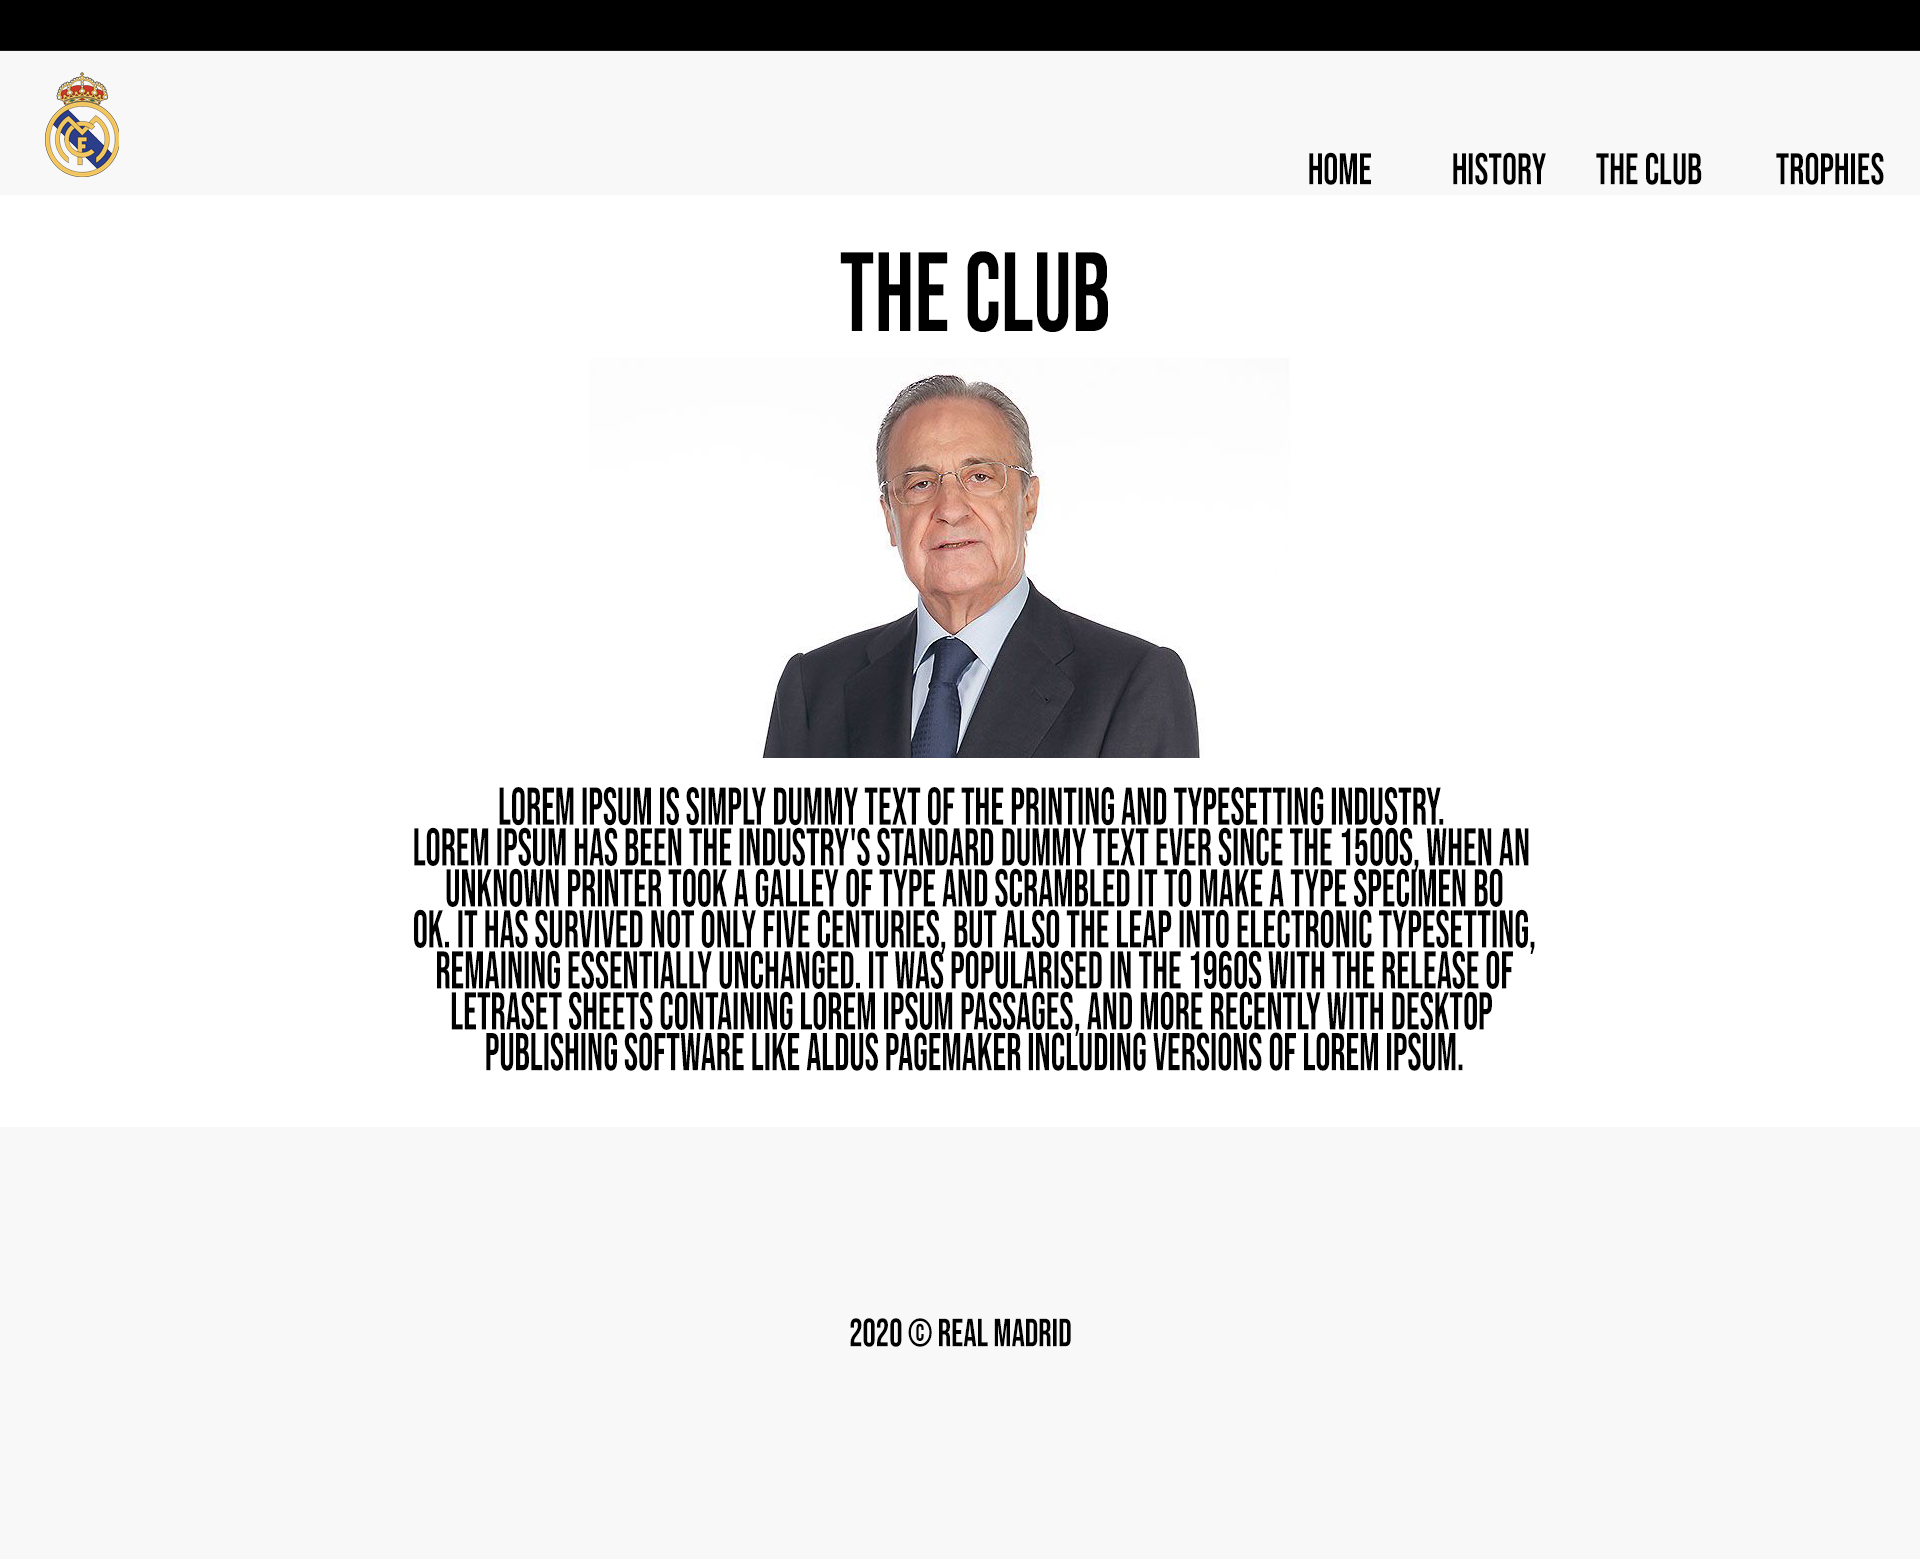 HOME HISTORY THE CLUB TROPHIES
THE CLUB
LOREM IPSUM IS SIMPLY DUMMY TEXT OF THE PRINTING AND TYPESETTING INDUSTRY.
LOREM IPSUM HAS BEEN THE INDUSTRY'S STANDARD DUMMY TEXT EVER SINCE THE 1500S, WHEN AN
UNKNOWN PRINTER TOOK A GALLEY OF TYPE AND SCRAMBLED IT TO MAKE A TYPE SPECIMEN BO
OK. IT HAS SURVIVED NOT ONLY FIVE CENTURIES, BUT ALSO THE LEAP INTO ELECTRONIC TYPESETTING,
REMAINING ESSENTIALLY UNCHANGED. IT WAS POPULARISED IN THE 1960S WITH THE RELEASE OF
LETRASET SHEETS CONTAINING LOREM IPSUM PASSAGES, AND MORE RECENTLY WITH DESKTOP
PUBLISHING SOFTWARE LIKE ALDUS PAGEMAKER INCLUDING VERSIONS OF LOREM IPSUM.
2020 © REAL MADRID